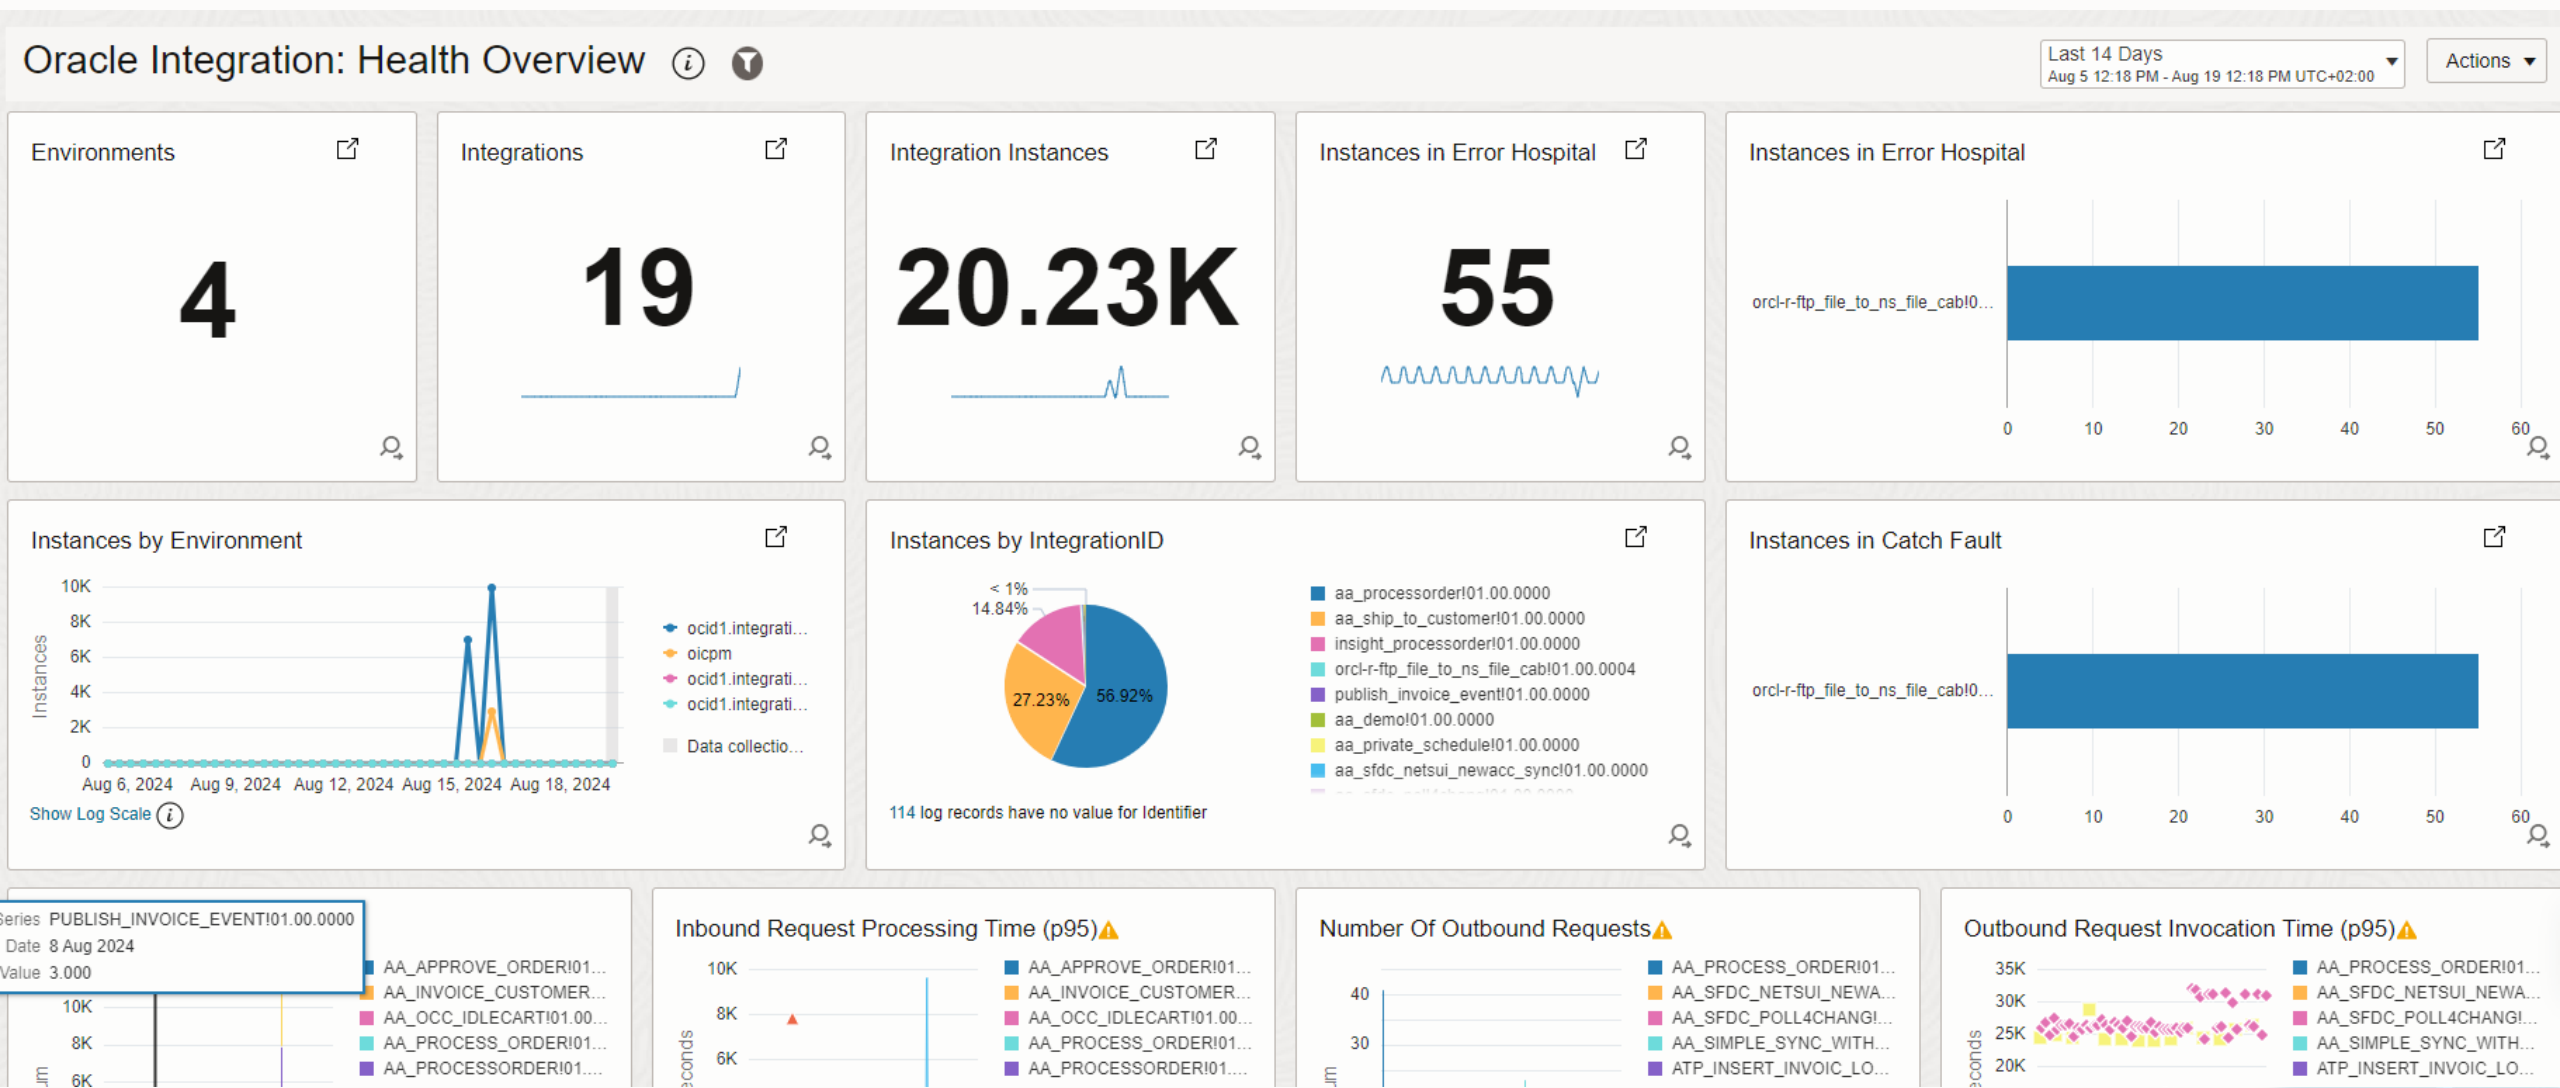 Oracle Integration: Health Overview
Last 14 Days
Aug 5 12:18 PM - Aug 19 12:18 PM UTC+02:00
Actions
Environments
4
Integrations
19
Integration Instances
20.23K
Instances in Error Hospital
55
Instances in Error Hospital
orcl-r-ftp_file_to_ns_file_cab!0...
0 10 20 30 40 50 60
Instances by Environment
Instances
10K
8K
6K
4K
2K
0
Aug 6, 2024 Aug 9, 2024 Aug 12, 2024 Aug 15, 2024 Aug 18, 2024
ocid1.integrati...
oicpm
ocid1.integrati...
ocid1.integrati...
Data collectio...
Show Log Scale
Instances by IntegrationID
< 1%
14.84%
27.23%
56.92%
aa_processorder!01.00.0000
aa_ship_to_customer!01.00.0000
insight_processorder!01.00.0000
orcl-r-ftp_file_to_ns_file_cab!01.00.0004
publish_invoice_event!01.00.0000
aa_demo!01.00.0000
aa_private_schedule!01.00.0000
aa_sfdc_netsui_newacc_sync!01.00.0000
114 log records have no value for Identifier
Instances in Catch Fault
orcl-r-ftp_file_to_ns_file_cab!0...
0 10 20 30 40 50 60
Series PUBLISH_INVOICE_EVENT!01.00.0000
Date 8 Aug 2024
Value 3.000
10K
8K
6K
AA_APPROVE_ORDER!01...
AA_INVOICE_CUSTOMER...
AA_OCC_IDLECART!01.00...
AA_PROCESS_ORDER!01...
AA_PROCESSORDER!01....
Inbound Request Processing Time (p95)
10K
8K
6K
AA_APPROVE_ORDER!01...
AA_INVOICE_CUSTOMER...
AA_OCC_IDLECART!01.00...
AA_PROCESS_ORDER!01...
AA_PROCESSORDER!01....
Number Of Outbound Requests
40
30
AA_PROCESS_ORDER!01...
AA_SFDC_NETSUI_NEWA...
AA_SFDC_POLL4CHANG!...
AA_SIMPLE_SYNC_WITH...
ATP_INSERT_INVOIC_LO...
Outbound Request Invocation Time (p95)
35K
30K
25K
20K
AA_PROCESS_ORDER!01...
AA_SFDC_NETSUI_NEWA...
AA_SFDC_POLL4CHANG!...
AA_SIMPLE_SYNC_WITH...
ATP_INSERT_INVOIC_LO...